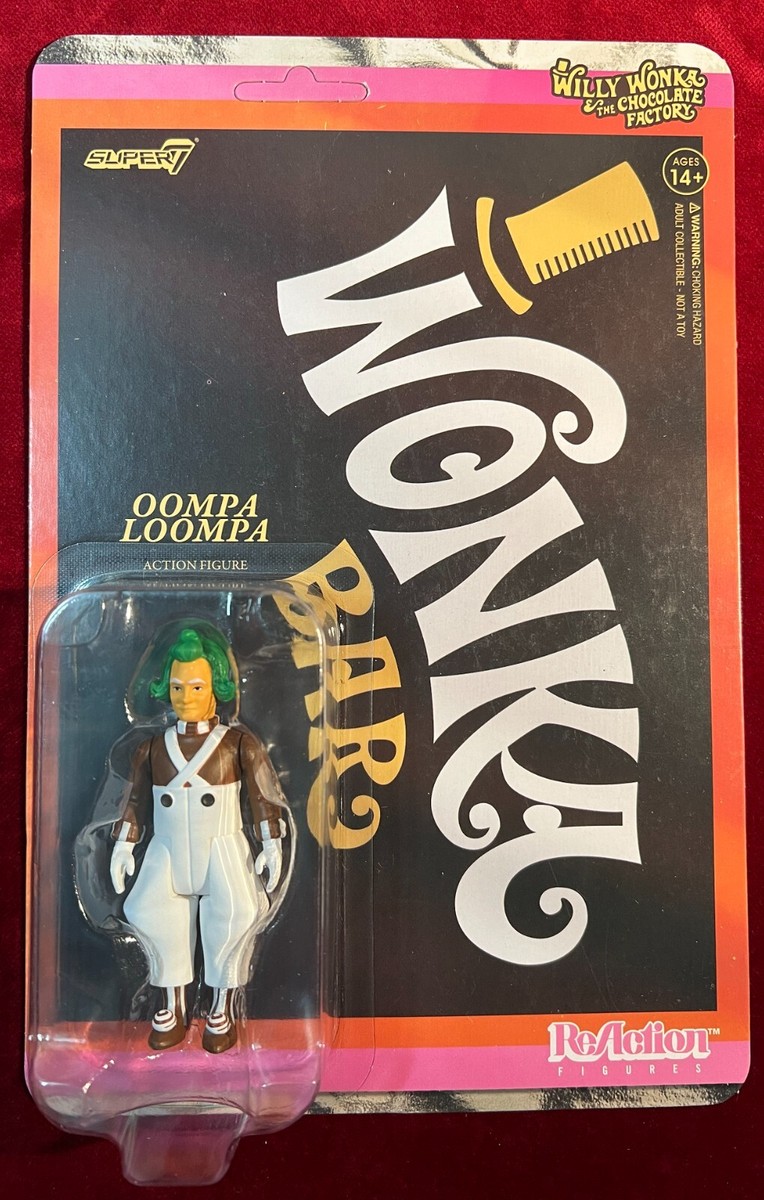 WILLY WONKA
& THE CHOCOLATE
FACTORY
SUPER7®
AGES
14+
⚠ WARNING: CHOKING HAZARD
ADULT COLLECTIBLE - NOT A TOY
WONKA
BAR
OOMPA
LOOMPA
ACTION FIGURE
ReAction™
FIGURES